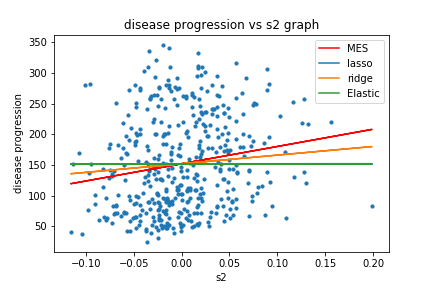 disease progression vs s2 graph
MES
lasso
ridge
Elastic
disease progression
350
300
250
200
150
100
50
−0.10
−0.05
0.00
0.05
0.10
0.15
0.20
s2